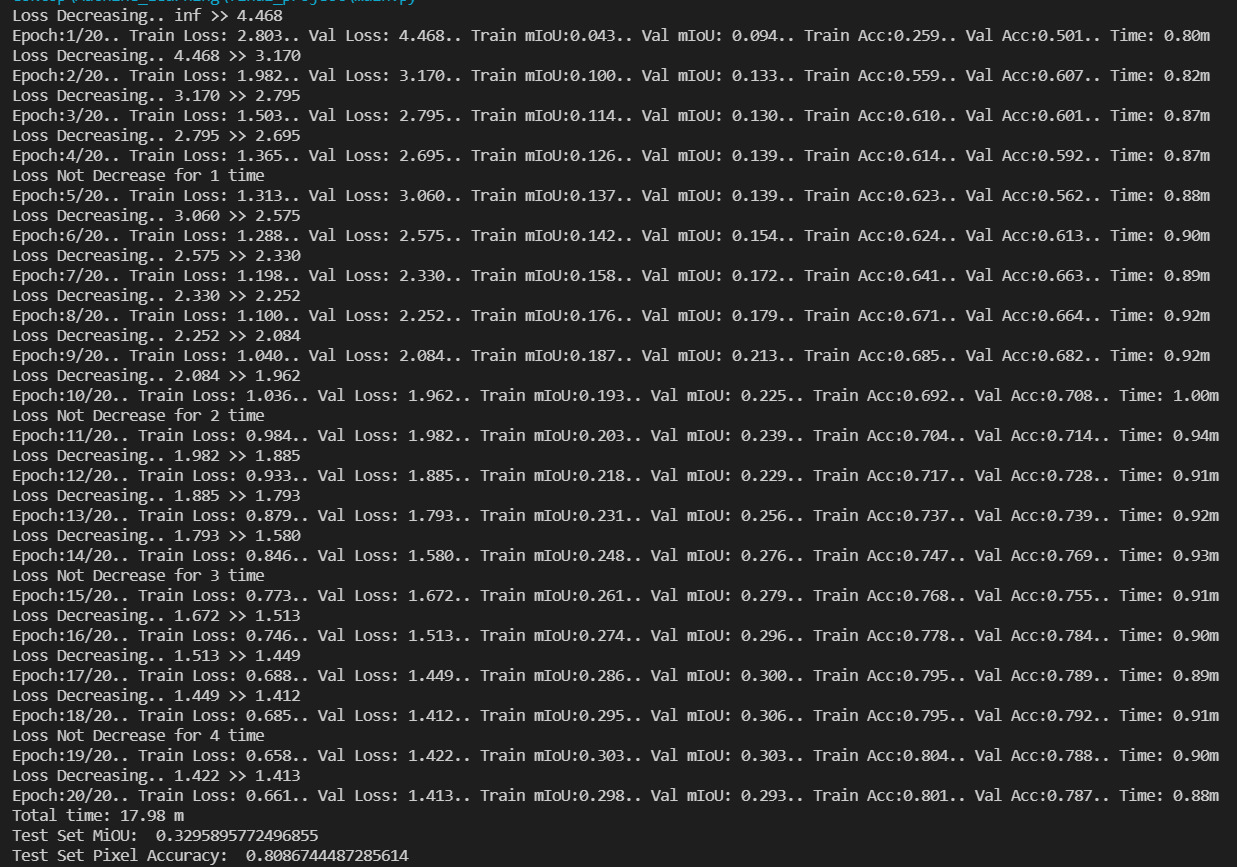 Loss Decreasing.. inf >> 4.468
Epoch:1/20.. Train Loss: 2.803.. Val Loss: 4.468.. Train mIoU:0.043.. Val mIoU: 0.094.. Train Acc:0.259.. Val Acc:0.501.. Time: 0.80m
Loss Decreasing.. 4.468 >> 3.170
Epoch:2/20.. Train Loss: 1.982.. Val Loss: 3.170.. Train mIoU:0.100.. Val mIoU: 0.133.. Train Acc:0.559.. Val Acc:0.607.. Time: 0.82m
Loss Decreasing.. 3.170 >> 2.795
Epoch:3/20.. Train Loss: 1.503.. Val Loss: 2.795.. Train mIoU:0.114.. Val mIoU: 0.130.. Train Acc:0.610.. Val Acc:0.601.. Time: 0.87m
Loss Decreasing.. 2.795 >> 2.695
Epoch:4/20.. Train Loss: 1.365.. Val Loss: 2.695.. Train mIoU:0.126.. Val mIoU: 0.139.. Train Acc:0.614.. Val Acc:0.592.. Time: 0.87m
Loss Not Decrease for 1 time
Epoch:5/20.. Train Loss: 1.313.. Val Loss: 3.060.. Train mIoU:0.137.. Val mIoU: 0.139.. Train Acc:0.623.. Val Acc:0.562.. Time: 0.88m
Loss Decreasing.. 3.060 >> 2.575
Epoch:6/20.. Train Loss: 1.288.. Val Loss: 2.575.. Train mIoU:0.142.. Val mIoU: 0.154.. Train Acc:0.624.. Val Acc:0.613.. Time: 0.90m
Loss Decreasing.. 2.575 >> 2.330
Epoch:7/20.. Train Loss: 1.198.. Val Loss: 2.330.. Train mIoU:0.158.. Val mIoU: 0.172.. Train Acc:0.641.. Val Acc:0.663.. Time: 0.89m
Loss Decreasing.. 2.330 >> 2.252
Epoch:8/20.. Train Loss: 1.100.. Val Loss: 2.252.. Train mIoU:0.176.. Val mIoU: 0.179.. Train Acc:0.671.. Val Acc:0.664.. Time: 0.92m
Loss Decreasing.. 2.252 >> 2.084
Epoch:9/20.. Train Loss: 1.040.. Val Loss: 2.084.. Train mIoU:0.187.. Val mIoU: 0.213.. Train Acc:0.685.. Val Acc:0.682.. Time: 0.92m
Loss Decreasing.. 2.084 >> 1.962
Epoch:10/20.. Train Loss: 1.036.. Val Loss: 1.962.. Train mIoU:0.193.. Val mIoU: 0.225.. Train Acc:0.692.. Val Acc:0.708.. Time: 1.00m
Loss Not Decrease for 2 time
Epoch:11/20.. Train Loss: 0.984.. Val Loss: 1.982.. Train mIoU:0.203.. Val mIoU: 0.239.. Train Acc:0.704.. Val Acc:0.714.. Time: 0.94m
Loss Decreasing.. 1.982 >> 1.885
Epoch:12/20.. Train Loss: 0.933.. Val Loss: 1.885.. Train mIoU:0.218.. Val mIoU: 0.229.. Train Acc:0.717.. Val Acc:0.728.. Time: 0.91m
Loss Decreasing.. 1.885 >> 1.793
Epoch:13/20.. Train Loss: 0.879.. Val Loss: 1.793.. Train mIoU:0.231.. Val mIoU: 0.256.. Train Acc:0.737.. Val Acc:0.739.. Time: 0.92m
Loss Decreasing.. 1.793 >> 1.580
Epoch:14/20.. Train Loss: 0.846.. Val Loss: 1.580.. Train mIoU:0.248.. Val mIoU: 0.276.. Train Acc:0.747.. Val Acc:0.769.. Time: 0.93m
Loss Not Decrease for 3 time
Epoch:15/20.. Train Loss: 0.773.. Val Loss: 1.672.. Train mIoU:0.261.. Val mIoU: 0.279.. Train Acc:0.768.. Val Acc:0.755.. Time: 0.91m
Loss Decreasing.. 1.672 >> 1.513
Epoch:16/20.. Train Loss: 0.746.. Val Loss: 1.513.. Train mIoU:0.274.. Val mIoU: 0.296.. Train Acc:0.778.. Val Acc:0.784.. Time: 0.90m
Loss Decreasing.. 1.513 >> 1.449
Epoch:17/20.. Train Loss: 0.688.. Val Loss: 1.449.. Train mIoU:0.286.. Val mIoU: 0.300.. Train Acc:0.795.. Val Acc:0.789.. Time: 0.89m
Loss Decreasing.. 1.449 >> 1.412
Epoch:18/20.. Train Loss: 0.685.. Val Loss: 1.412.. Train mIoU:0.295.. Val mIoU: 0.306.. Train Acc:0.795.. Val Acc:0.792.. Time: 0.91m
Loss Not Decrease for 4 time
Epoch:19/20.. Train Loss: 0.658.. Val Loss: 1.422.. Train mIoU:0.303.. Val mIoU: 0.303.. Train Acc:0.804.. Val Acc:0.788.. Time: 0.90m
Loss Decreasing.. 1.422 >> 1.413
Epoch:20/20.. Train Loss: 0.661.. Val Loss: 1.413.. Train mIoU:0.298.. Val mIoU: 0.293.. Train Acc:0.801.. Val Acc:0.787.. Time: 0.88m
Total time: 17.98 m
Test Set MiOU:  0.3295895772496855
Test Set Pixel Accuracy:  0.8086744487285614